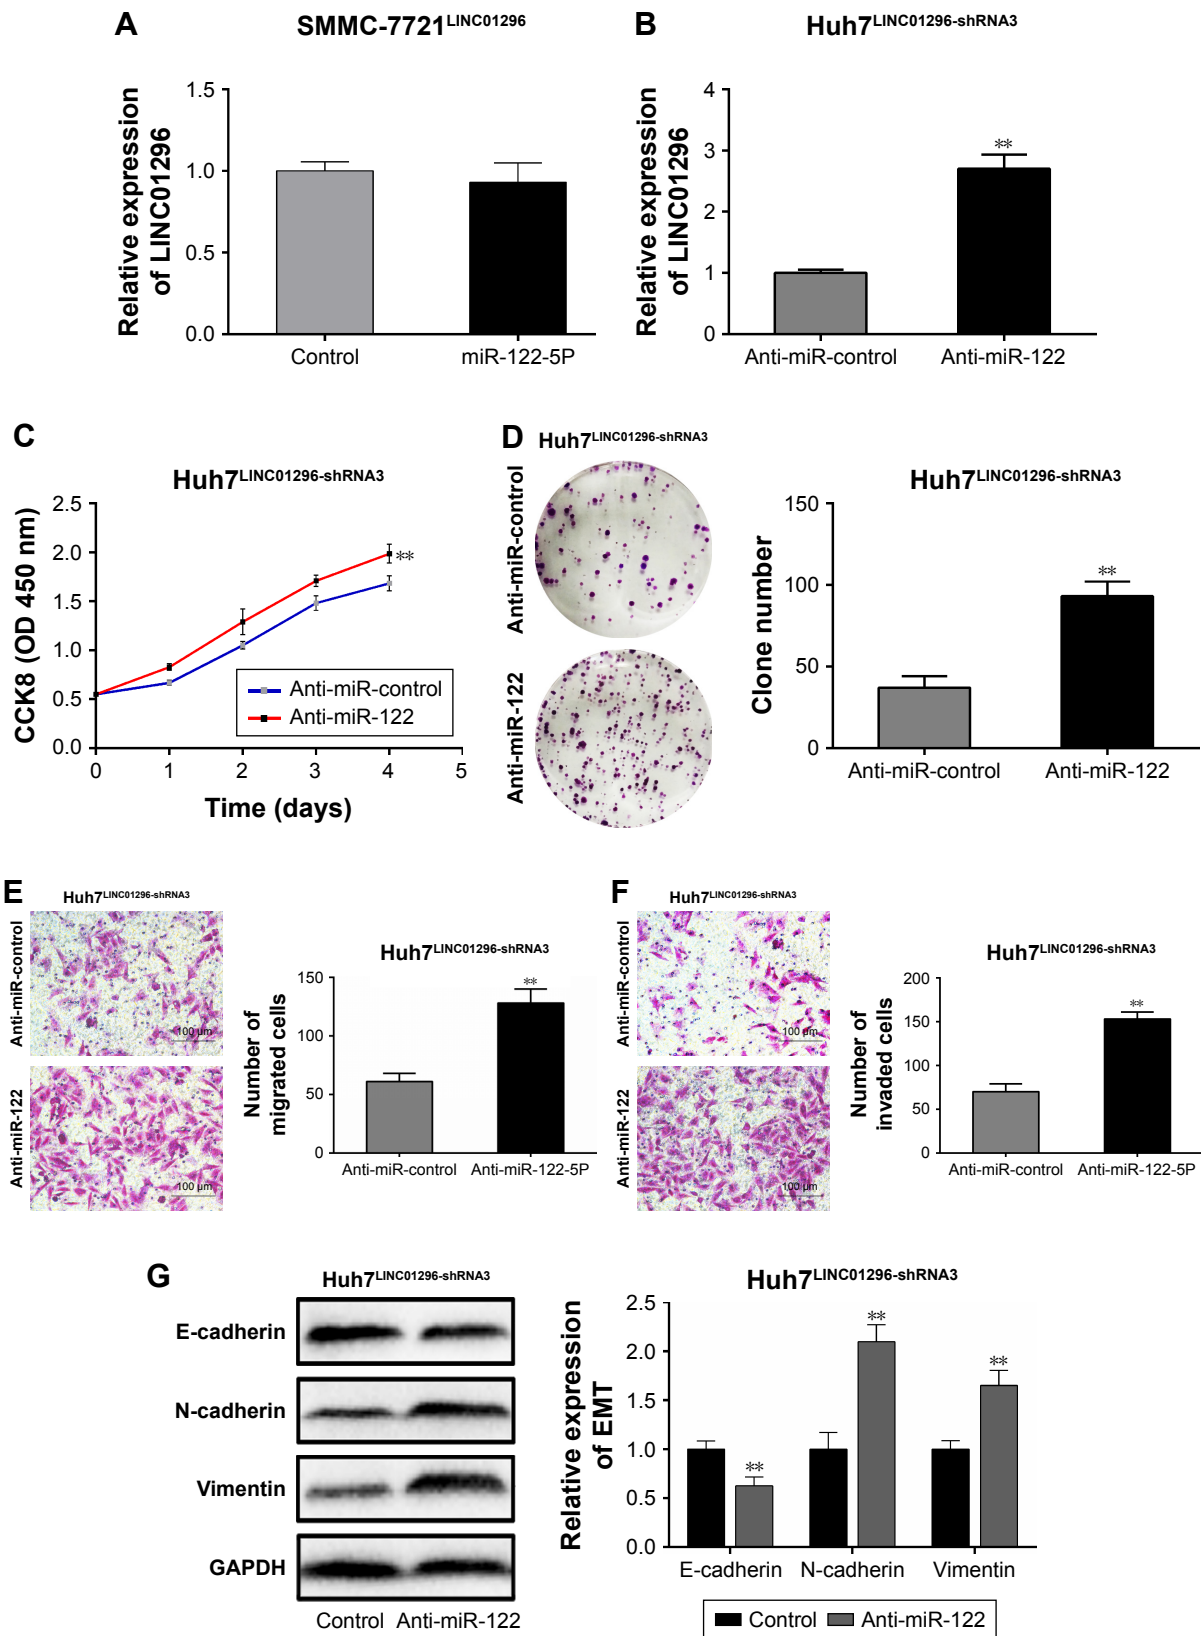 A
SMMC-7721LINC01296
Relative expression
of LINC01296
1.5
1.0
0.5
0.0
Control
miR-122-5P
B
Huh7LINC01296-shRNA3
Relative expression
of LINC01296
4
3
2
1
0
**
Anti-miR-control
Anti-miR-122
C
Huh7LINC01296-shRNA3
CCK8 (OD 450 nm)
2.5
2.0
1.5
1.0
0.5
0.0
**
Anti-miR-control
Anti-miR-122
0 1 2 3 4 5
Time (days)
D
Huh7LINC01296-shRNA3
Anti-miR-control
Anti-miR-122
Huh7LINC01296-shRNA3
Clone number
150
100
50
0
**
Anti-miR-control
Anti-miR-122
E
Huh7LINC01296-shRNA3
Anti-miR-control
100 µm
Anti-miR-122
100 µm
Huh7LINC01296-shRNA3
Number of
migrated cells
150
100
50
0
**
Anti-miR-control
Anti-miR-122-5P
F
Huh7LINC01296-shRNA3
Anti-miR-control
100 µm
Anti-miR-122
100 µm
Huh7LINC01296-shRNA3
Number of
invaded cells
200
150
100
50
0
**
Anti-miR-control
Anti-miR-122-5P
G
Huh7LINC01296-shRNA3
E-cadherin
N-cadherin
Vimentin
GAPDH
Control Anti-miR-122
Huh7LINC01296-shRNA3
Relative expression
of EMT
2.5
2.0
1.5
1.0
0.5
0.0
**
**
**
E-cadherin N-cadherin Vimentin
Control Anti-miR-122